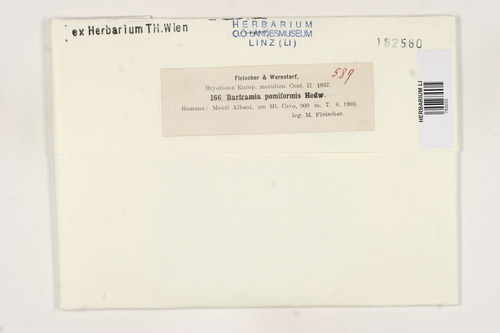 ex Herbarium TH.Wien
HERBARIUM
O.Ö. LANDESMUSEUM
LINZ (LI)
182580
Fleischer & Warnstorf,
589
Bryotheca Europ. meridion. Cent. II. 1897.
166. Bartramia pomiformis Hedw.
Romano: Monti Albani, am Mt. Cavo, 900 m. 7. 6. 1895
leg. M. Fleischer.
HERBARIUM LI